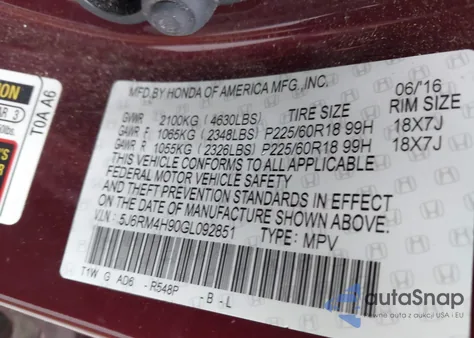 MFD.BY HONDA OF AMERICA MFG., INC. 06/16
TIRE SIZE RIM SIZE
GVWR 2100KG (4630LBS)
GAWR F 1065KG (2348LBS) P225/60R18 99H 18X7J
GAWR R 1055KG (2326LBS) P225/60R18 99H 18X7J
THIS VEHICLE CONFORMS TO ALL APPLICABLE
FEDERAL MOTOR VEHICLE SAFETY
AND THEFT PREVENTION STANDARDS IN EFFECT
ON THE DATE OF MANUFACTURE SHOWN ABOVE.
V.I.N.: 5J6RM4H90GL092851 TYPE: MPV
T1W G AD6 - R548P - B - L
T0A A6
autoSnap